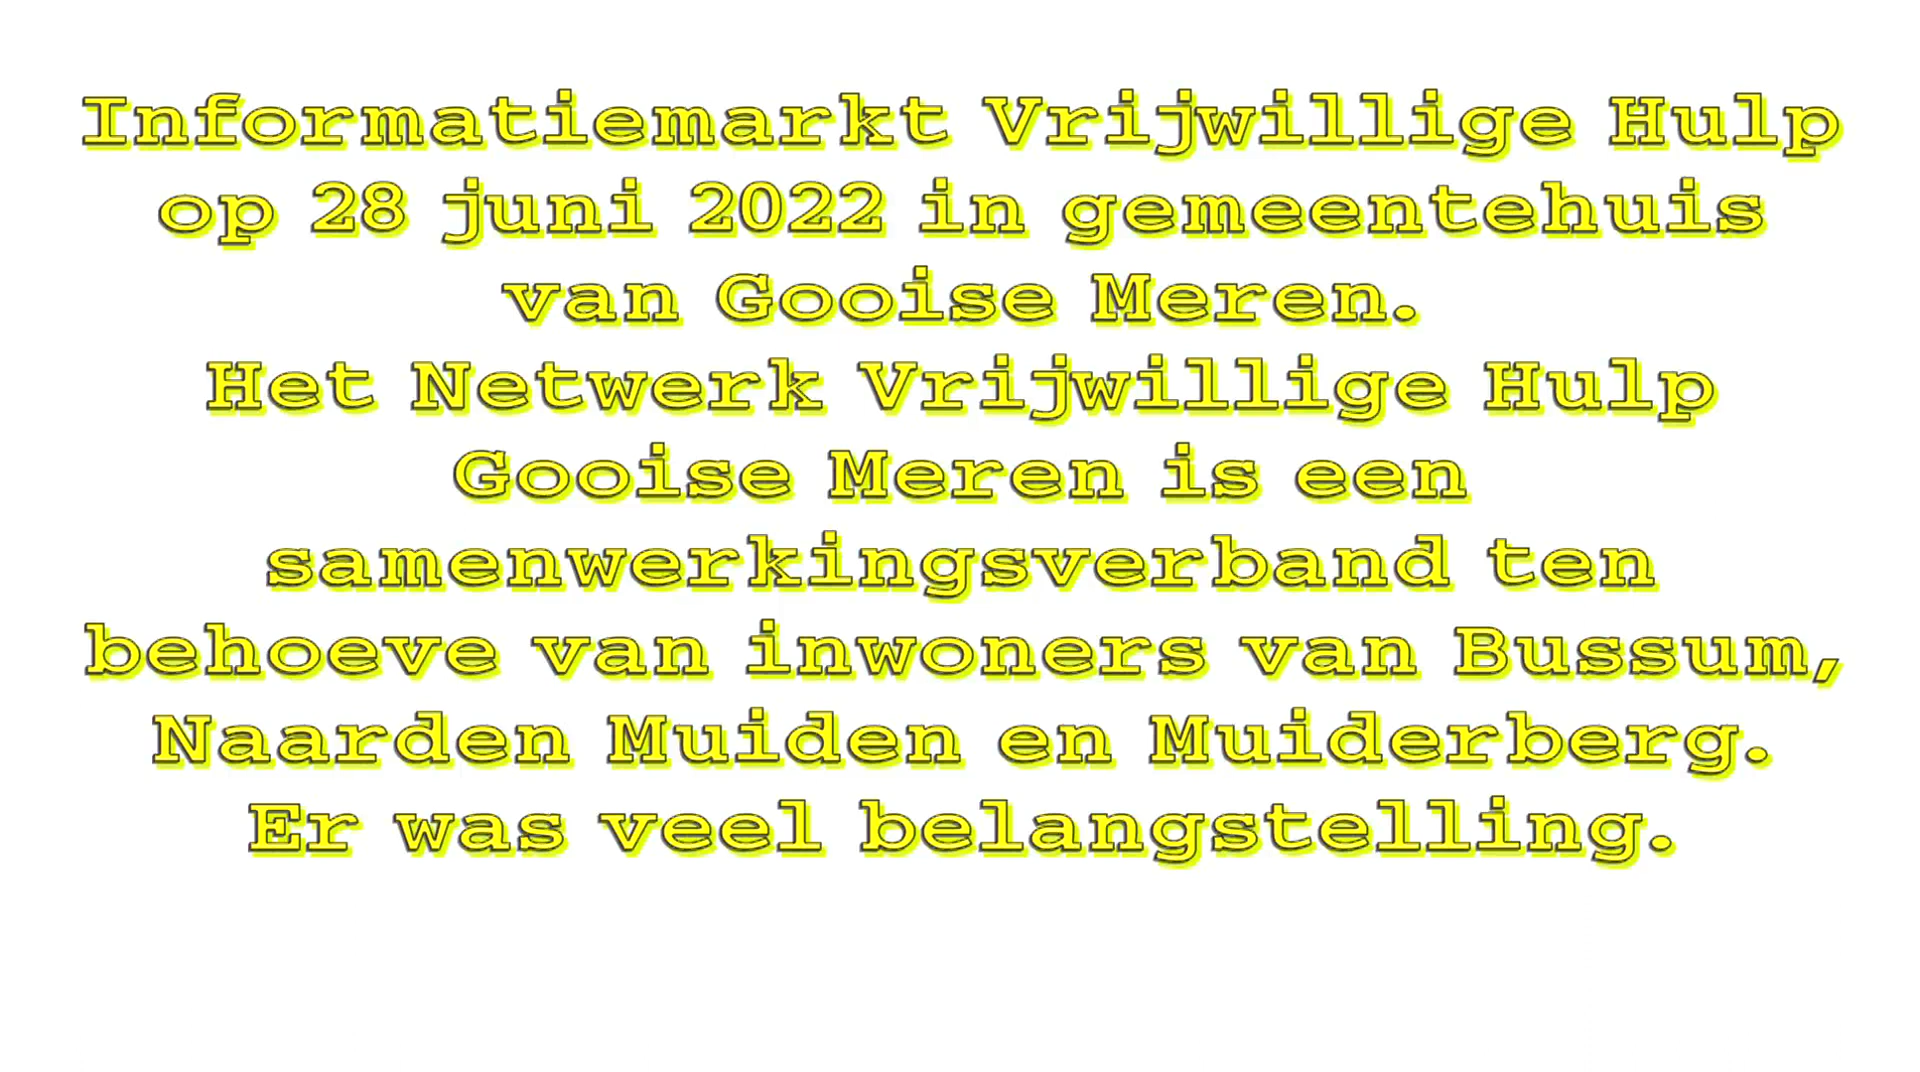 Informatiemarkt Vrijwillige Hulp
op 28 juni 2022 in gemeentehuis
van Gooise Meren.
Het Netwerk Vrijwillige Hulp
Gooise Meren is een
samenwerkingsverband ten
behoeve van inwoners van Bussum,
Naarden Muiden en Muiderberg.
Er was veel belangstelling.